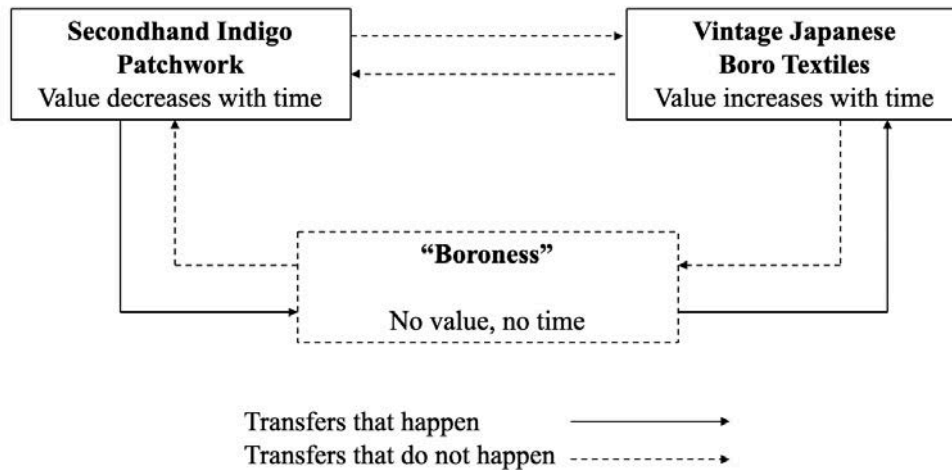 Secondhand Indigo
Patchwork
Value decreases with time
Vintage Japanese
Boro Textiles
Value increases with time
“Boroness”
No value, no time
Transfers that happen
Transfers that do not happen